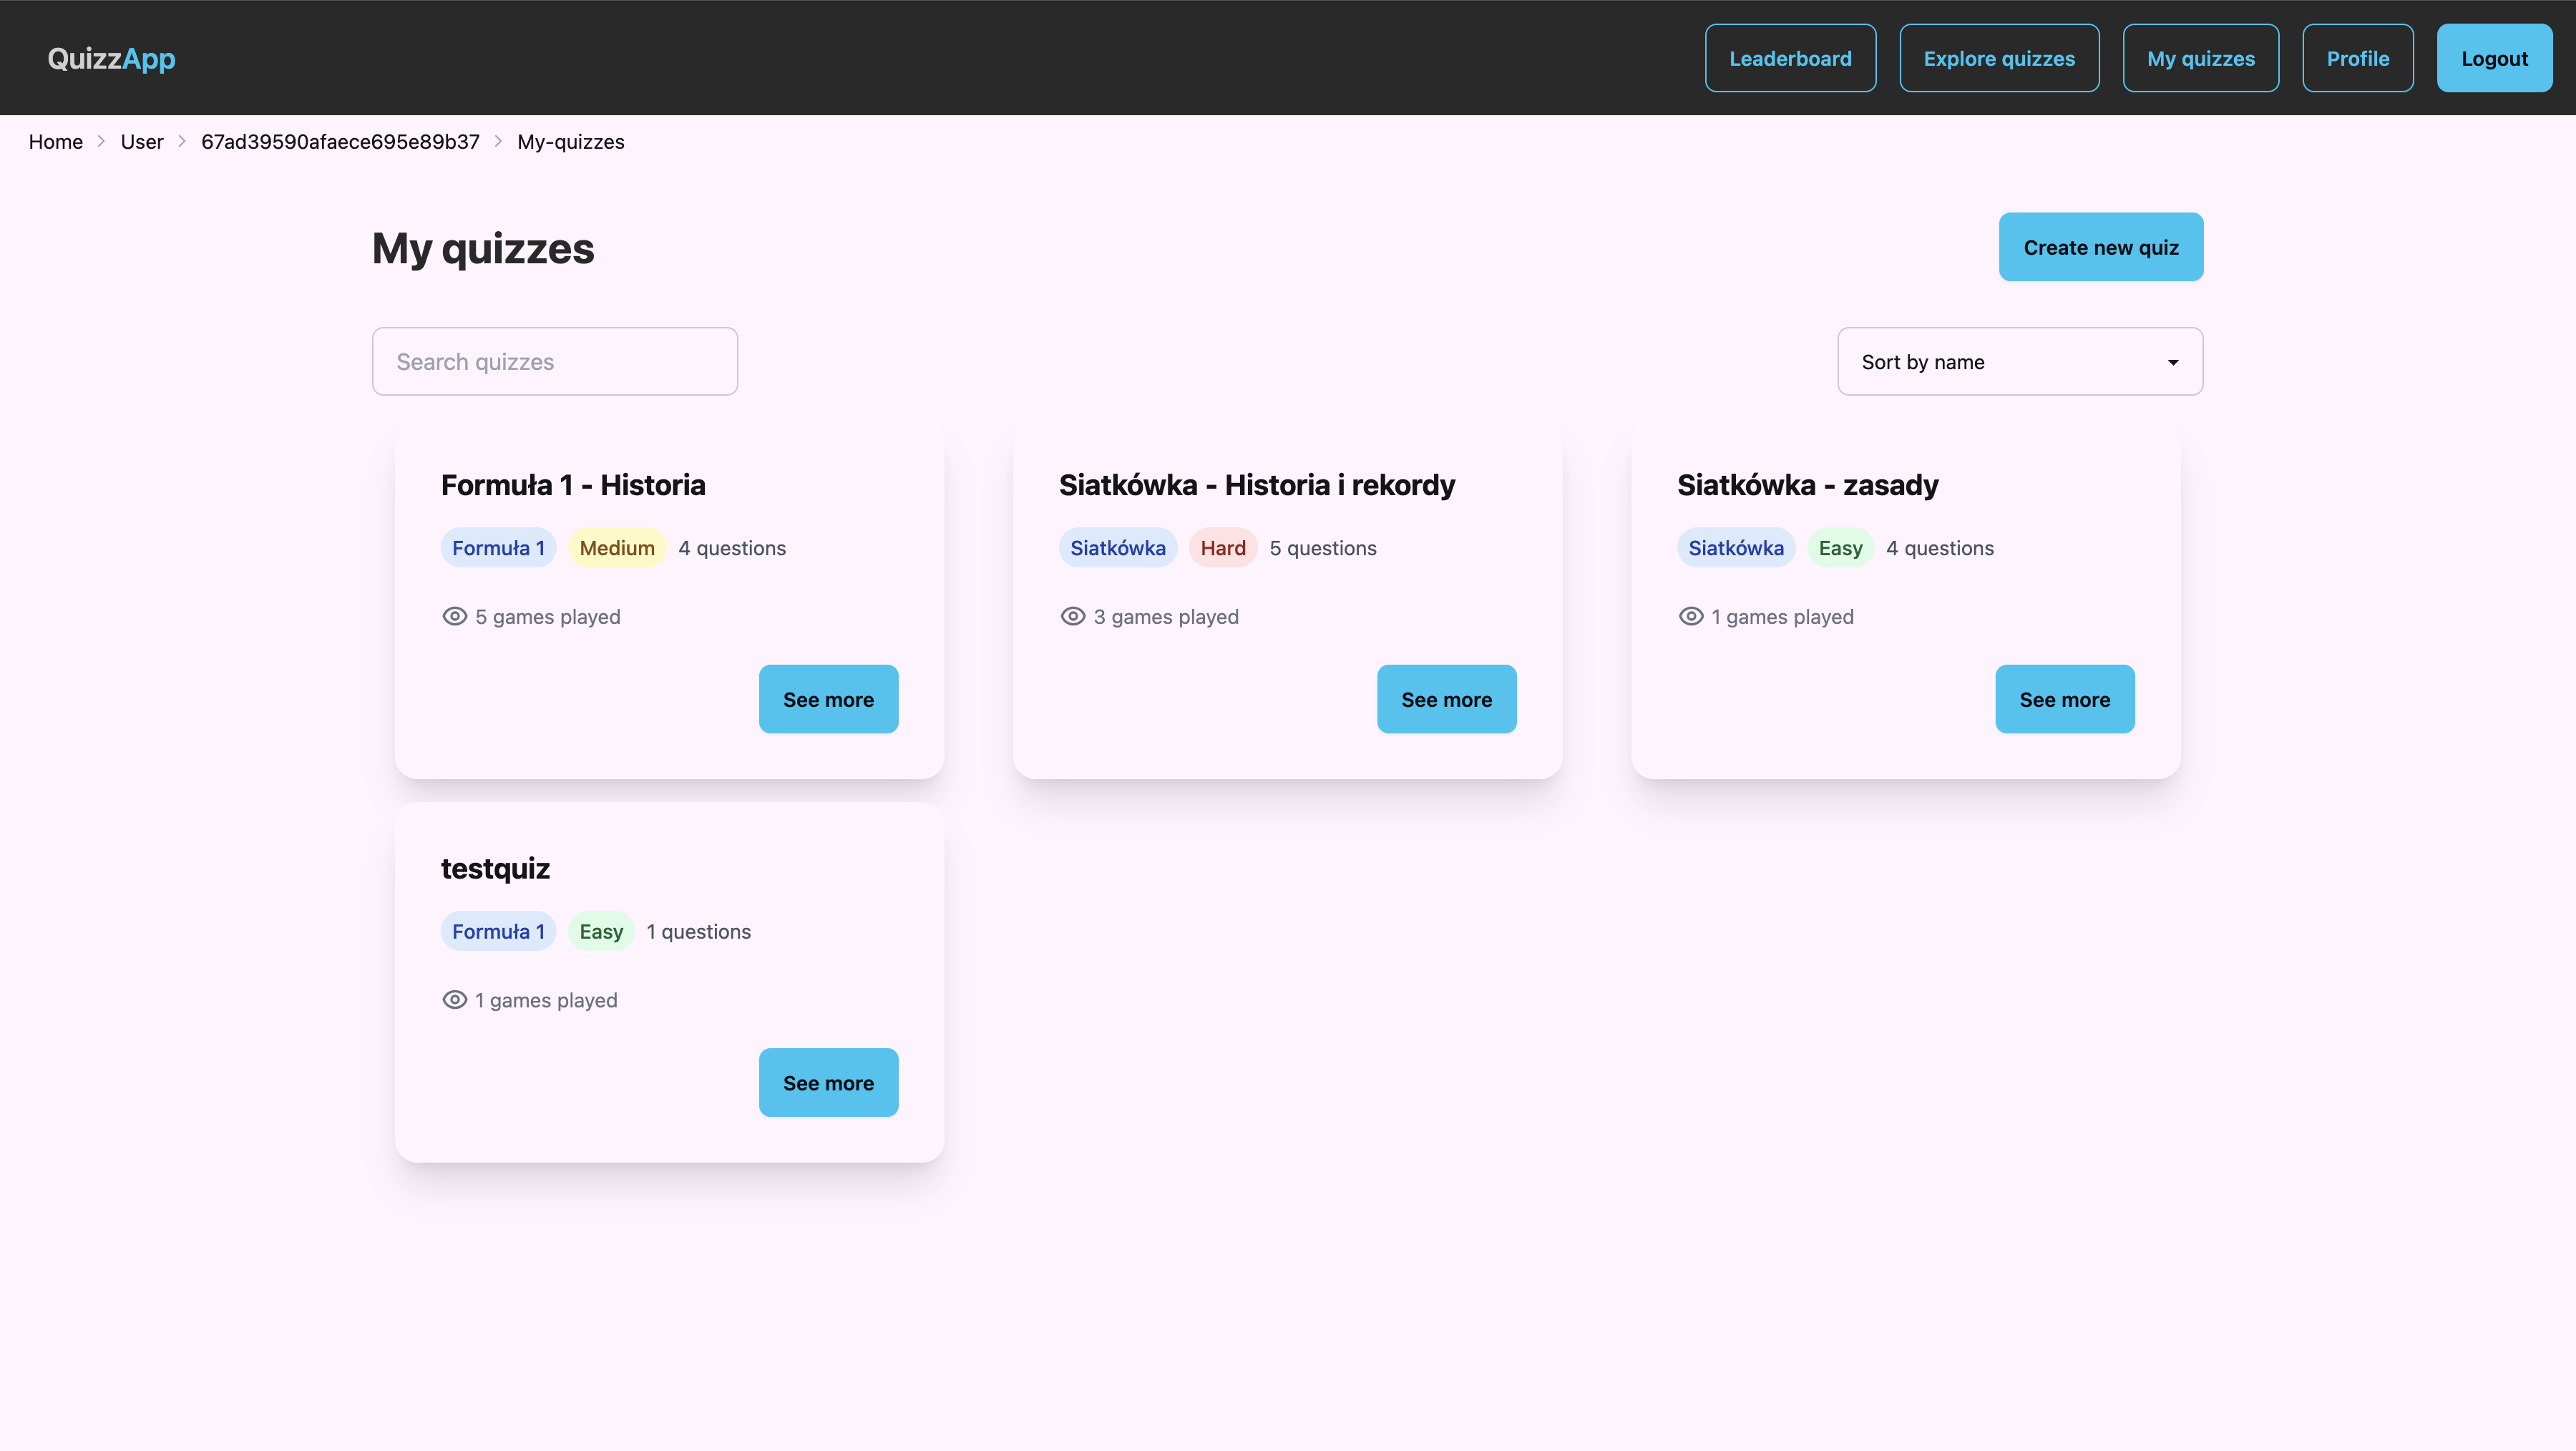 QuizzApp
Leaderboard
Explore quizzes
My quizzes
Profile
Logout
Home > User > 67ad39590afaece695e89b37 > My-quizzes
My quizzes
Create new quiz
Search quizzes
Sort by name
Formuła 1 - Historia
Formuła 1 Medium 4 questions
5 games played
See more
Siatkówka - Historia i rekordy
Siatkówka Hard 5 questions
3 games played
See more
Siatkówka - zasady
Siatkówka Easy 4 questions
1 games played
See more
testquiz
Formuła 1 Easy 1 questions
1 games played
See more